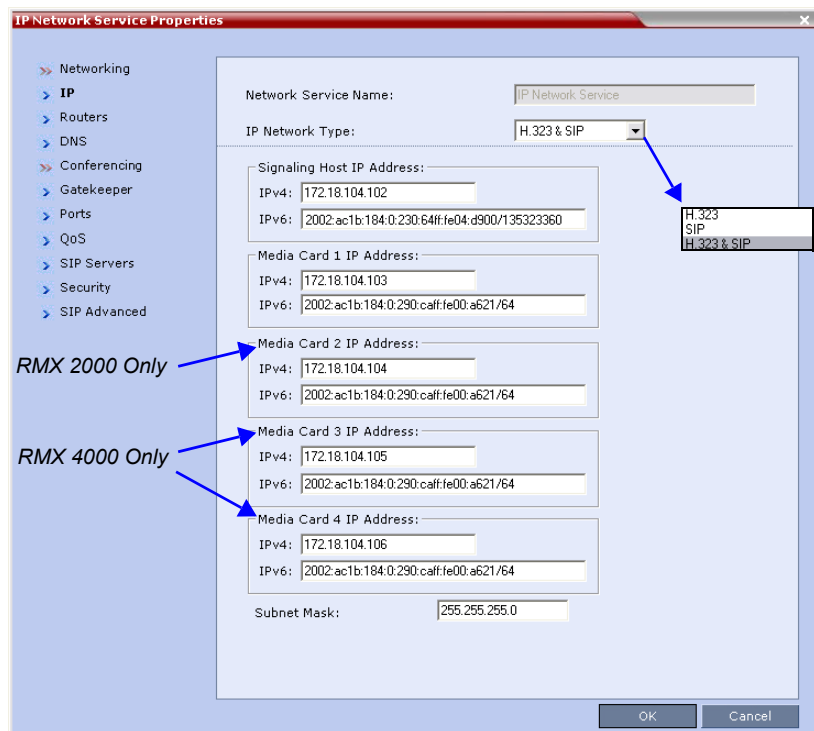 IP Network Service Properties
Networking
IP
Routers
DNS
Conferencing
Gatekeeper
Ports
QoS
SIP Servers
Security
SIP Advanced
Network Service Name: IP Network Service
IP Network Type: H.323 & SIP
H.323
SIP
H.323 & SIP
Signaling Host IP Address:
IPv4: 172.18.104.102
IPv6: 2002:ac1b:184:0:230:64ff:fe04:d900/135323360
Media Card 1 IP Address:
IPv4: 172.18.104.103
IPv6: 2002:ac1b:184:0:290:caff:fe00:a621/64
RMX 2000 Only
Media Card 2 IP Address:
IPv4: 172.18.104.104
IPv6: 2002:ac1b:184:0:290:caff:fe00:a621/64
RMX 4000 Only
Media Card 3 IP Address:
IPv4: 172.18.104.105
IPv6: 2002:ac1b:184:0:290:caff:fe00:a621/64
Media Card 4 IP Address:
IPv4: 172.18.104.106
IPv6: 2002:ac1b:184:0:290:caff:fe00:a621/64
Subnet Mask: 255.255.255.0
OK
Cancel